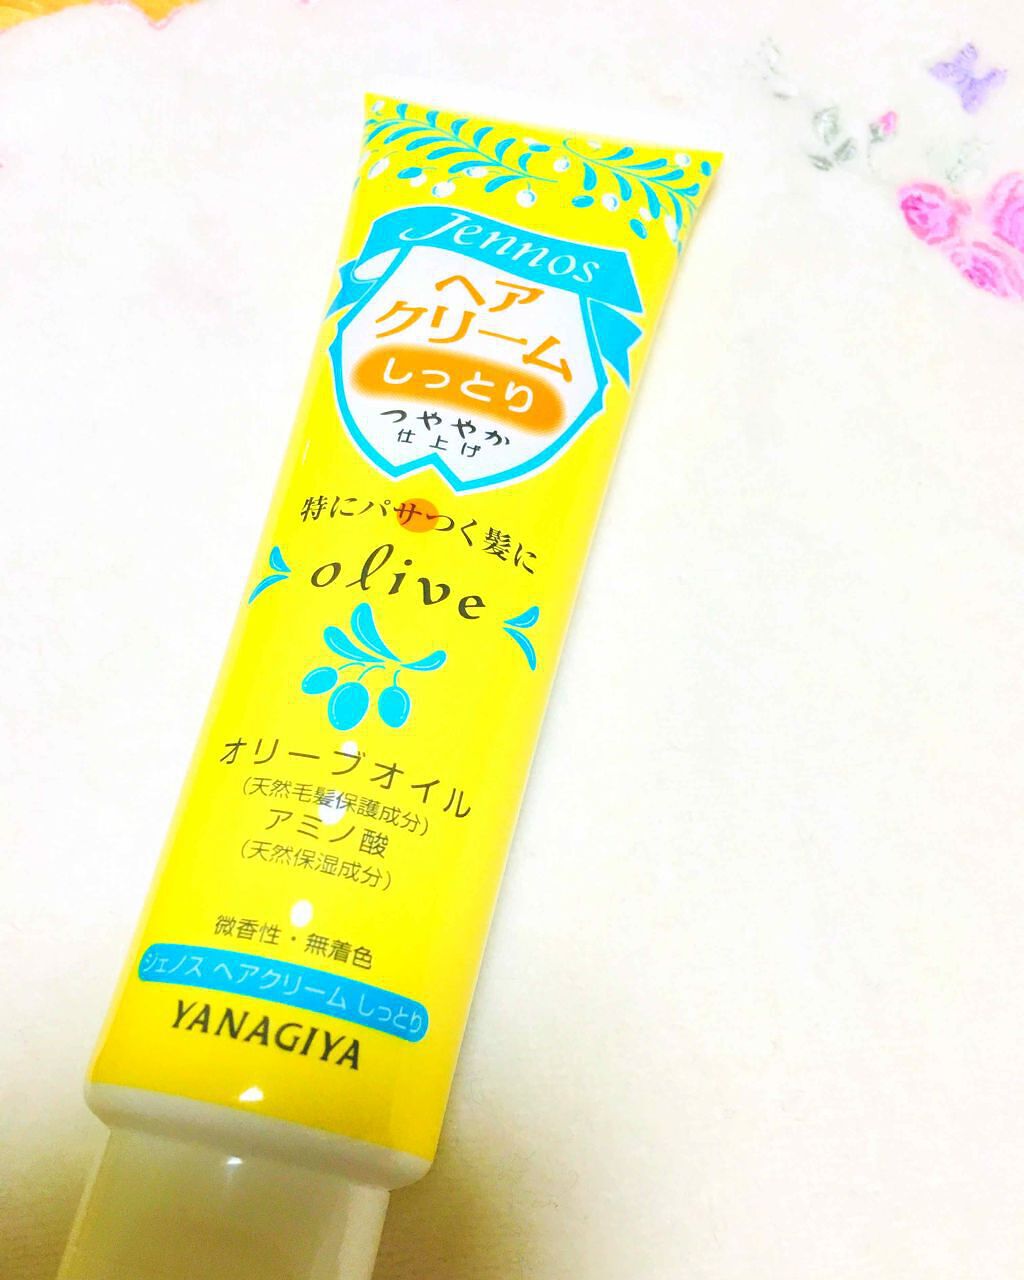 Jennos
ヘア
クリーム
しっとり
つややか
仕上げ
特にパサつく髪に
olive
オリーブオイル
(天然毛髪保護成分)
アミノ酸
(天然保湿成分)
微香性・無着色
ジェノス ヘアクリーム しっとり
YANAGIYA